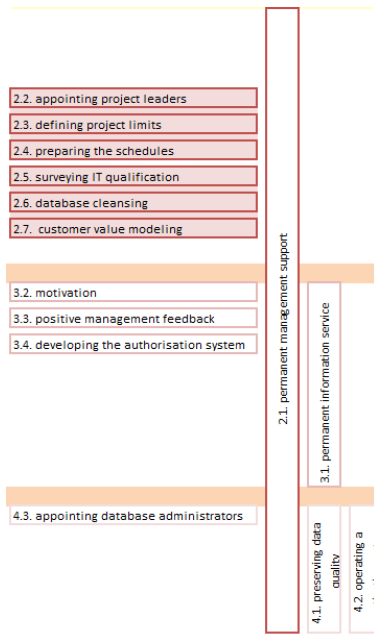 2.2. appointing project leaders
2.3. defining project limits
2.4. preparing the schedules
2.5. surveying IT qualification
2.6. database cleansing
2.7. customer value modeling
2.1. permanent management support
3.2. motivation
3.3. positive management feedback
3.4. developing the authorisation system
3.1. permanent information service
4.3. appointing database administrators
4.1. preserving data
quality
4.2. operating a